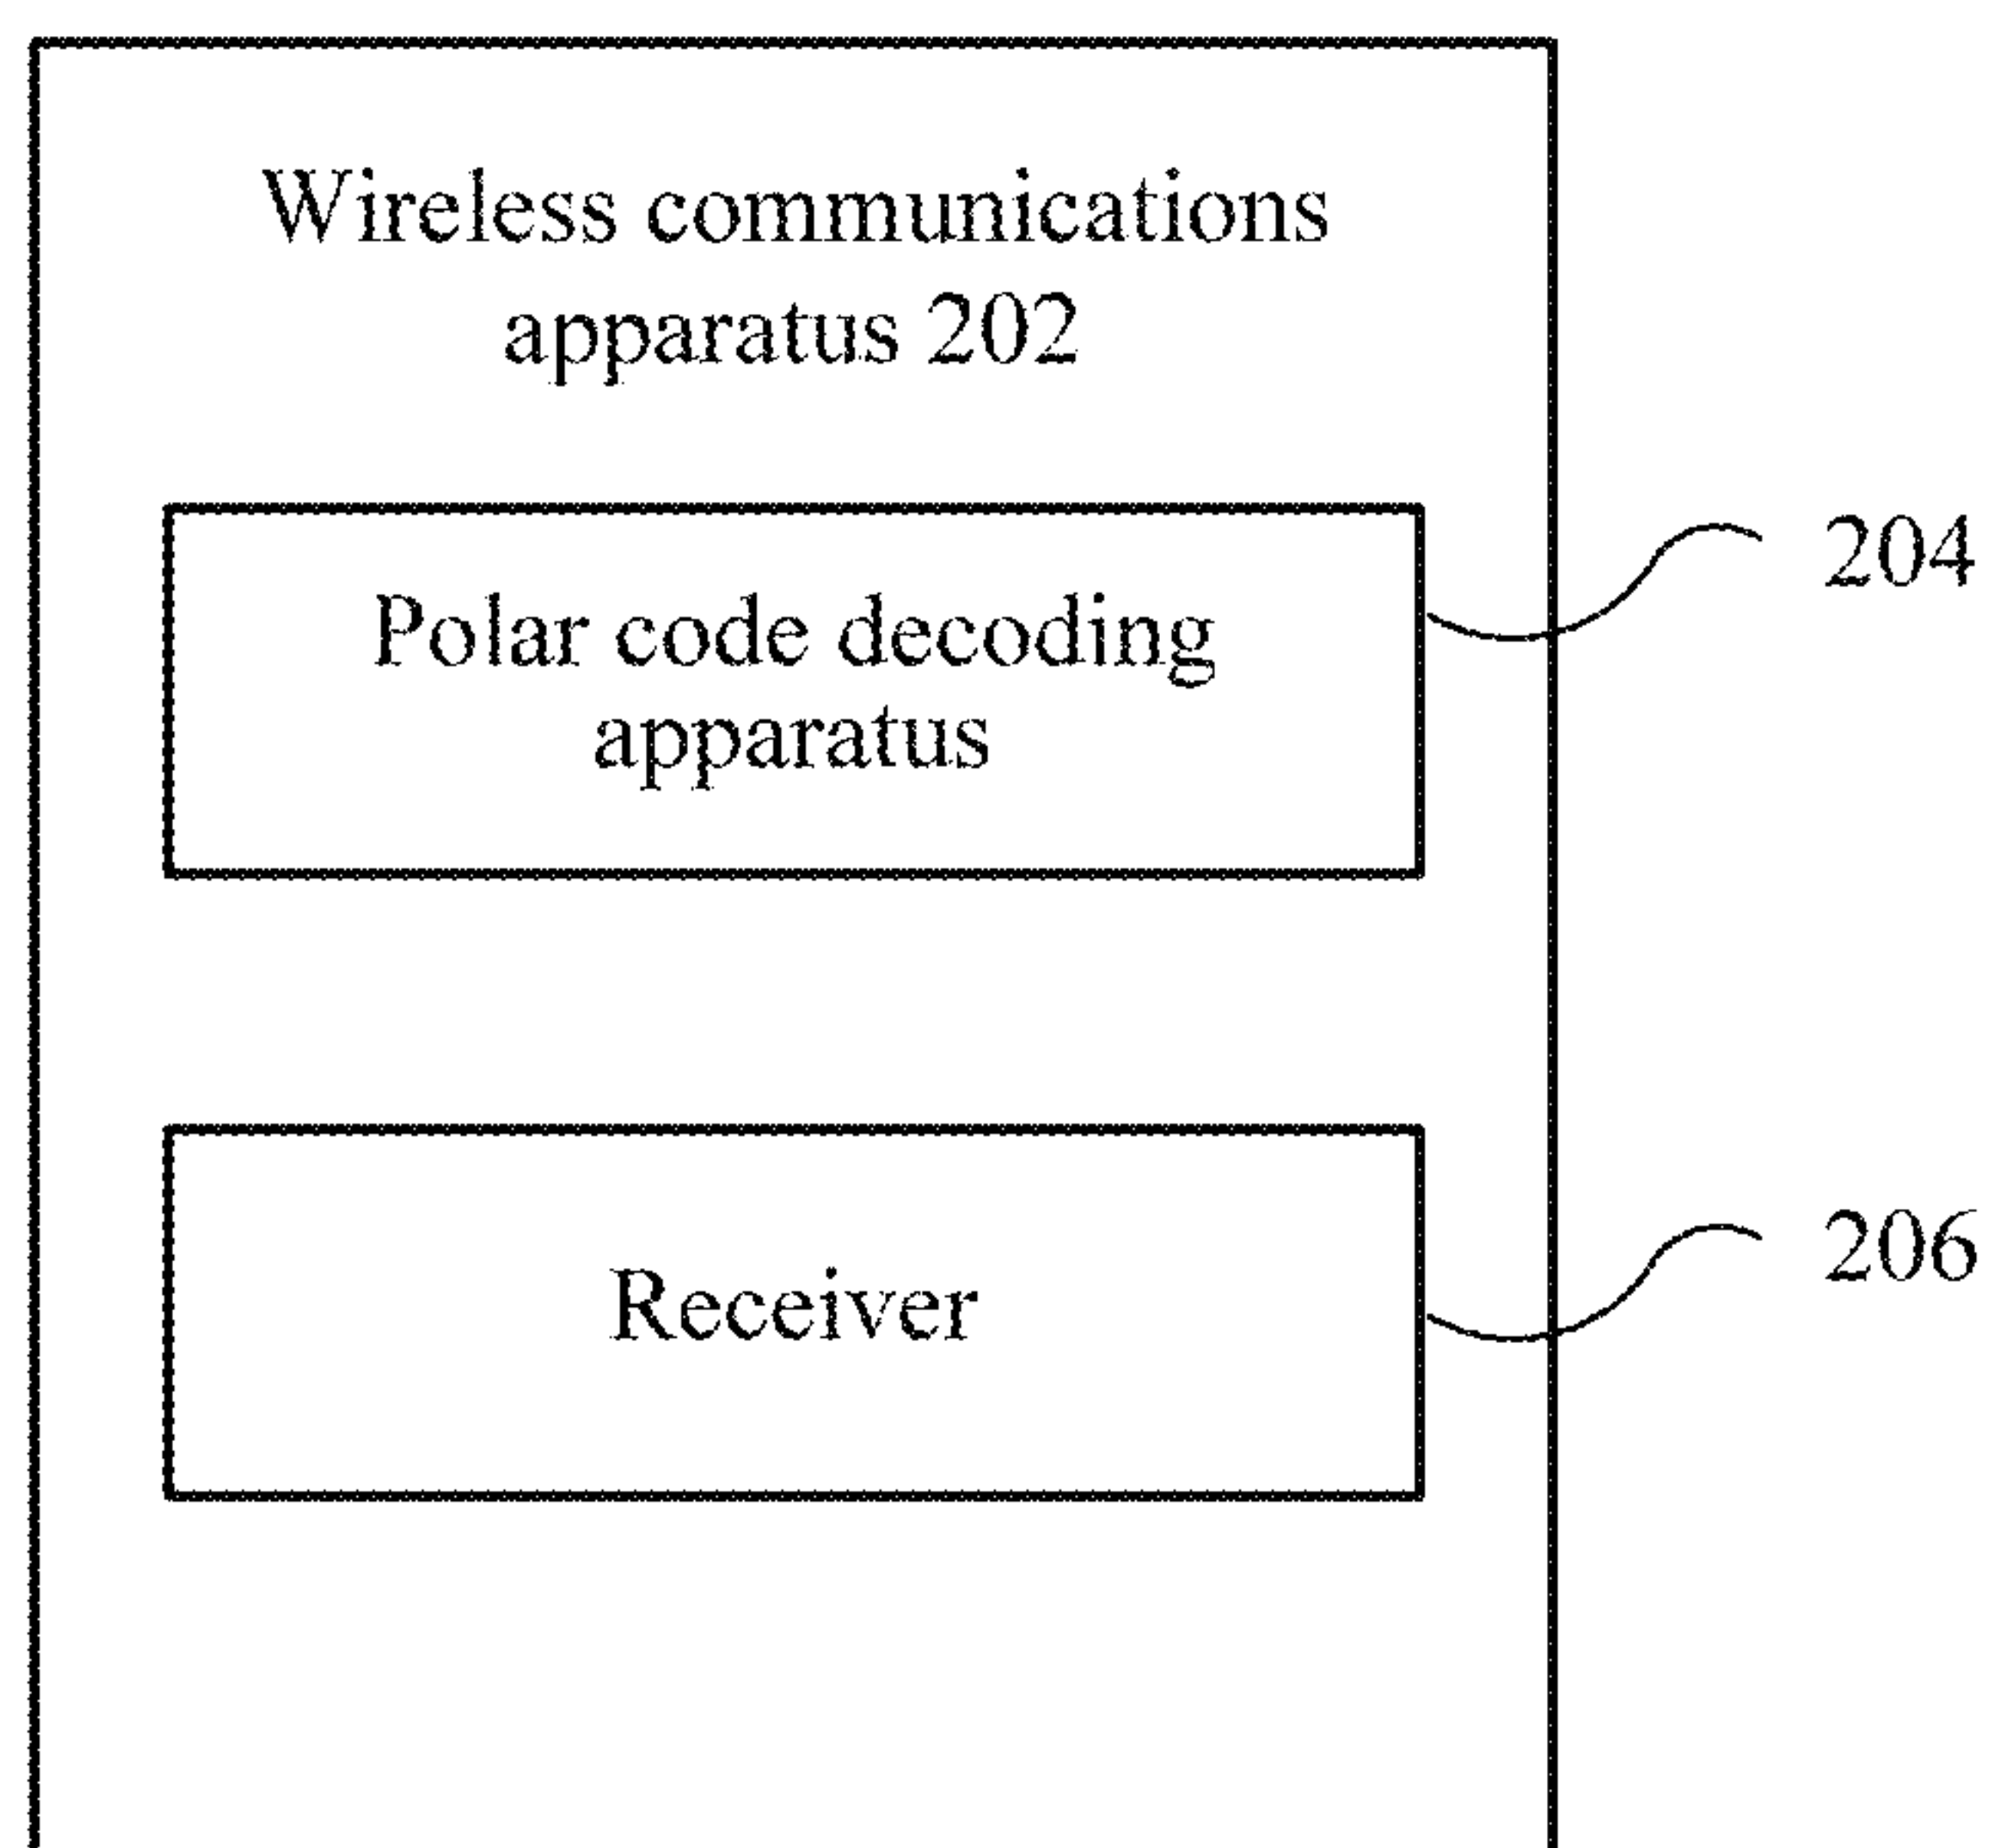 Wireless communications
apparatus 202
204
Polar code decoding
apparatus
206
Receiver